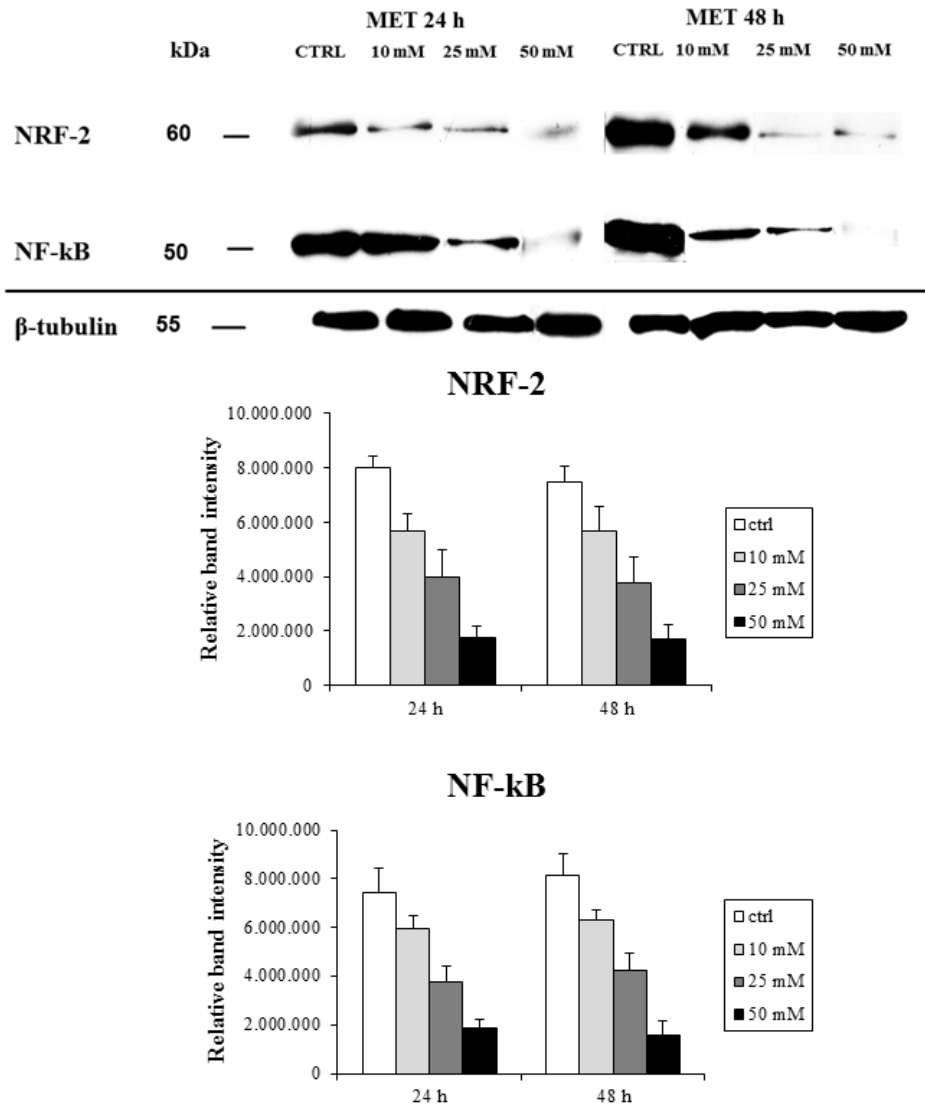 MET 24 h MET 48 h
kDa CTRL 10 mM 25 mM 50 mM CTRL 10 mM 25 mM 50 mM
NRF-2 60
NF-kB 50
β-tubulin 55
NRF-2
10.000.000
8.000.000
6.000.000
4.000.000
2.000.000
0
Relative band intensity
24 h 48 h
ctrl
10 mM
25 mM
50 mM
NF-kB
10.000.000
8.000.000
6.000.000
4.000.000
2.000.000
0
Relative band intensity
24 h 48 h
ctrl
10 mM
25 mM
50 mM